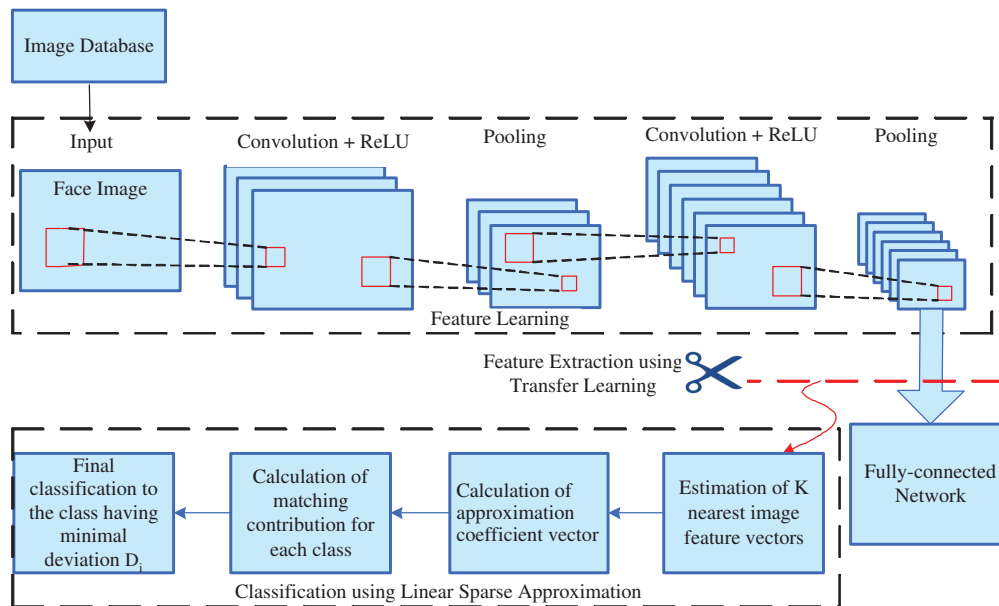 Image Database
Input
Convolution + ReLU
Pooling
Convolution + ReLU
Pooling
Face Image
Feature Learning
Feature Extraction using
Transfer Learning
Fully-connected
Network
Estimation of K
nearest image
feature vectors
Calculation of
approximation
coefficient vector
Calculation of
matching
contribution for
each class
Final
classification to
the class having
minimal
deviation Di
Classification using Linear Sparse Approximation